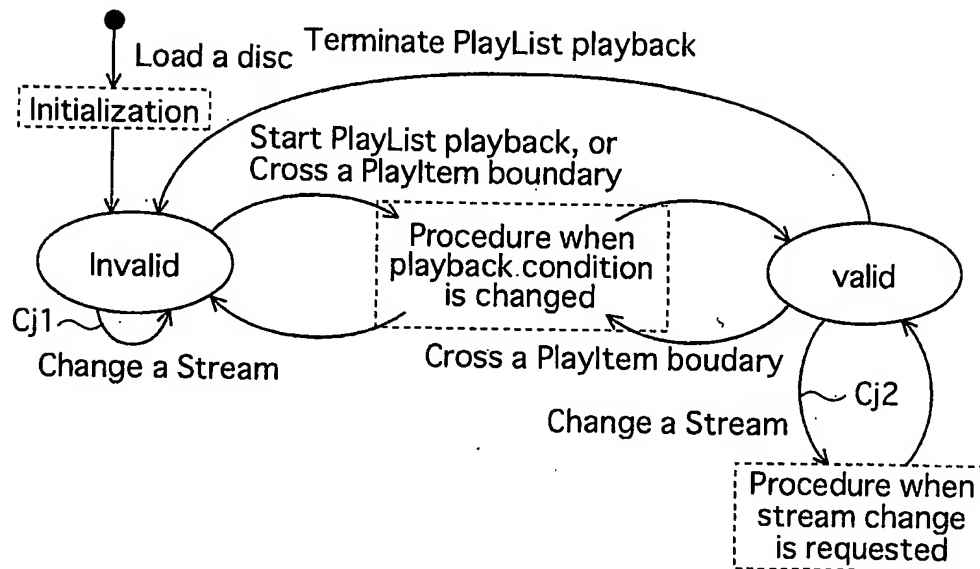 Load a disc
Terminate PlayList playback
Initialization
Start PlayList playback, or
Cross a PlayItem boundary
Invalid
Procedure when
playback condition
is changed
valid
Cj1
Change a Stream
Cross a PlayItem boudary
Cj2
Change a Stream
Procedure when
stream change
is requested